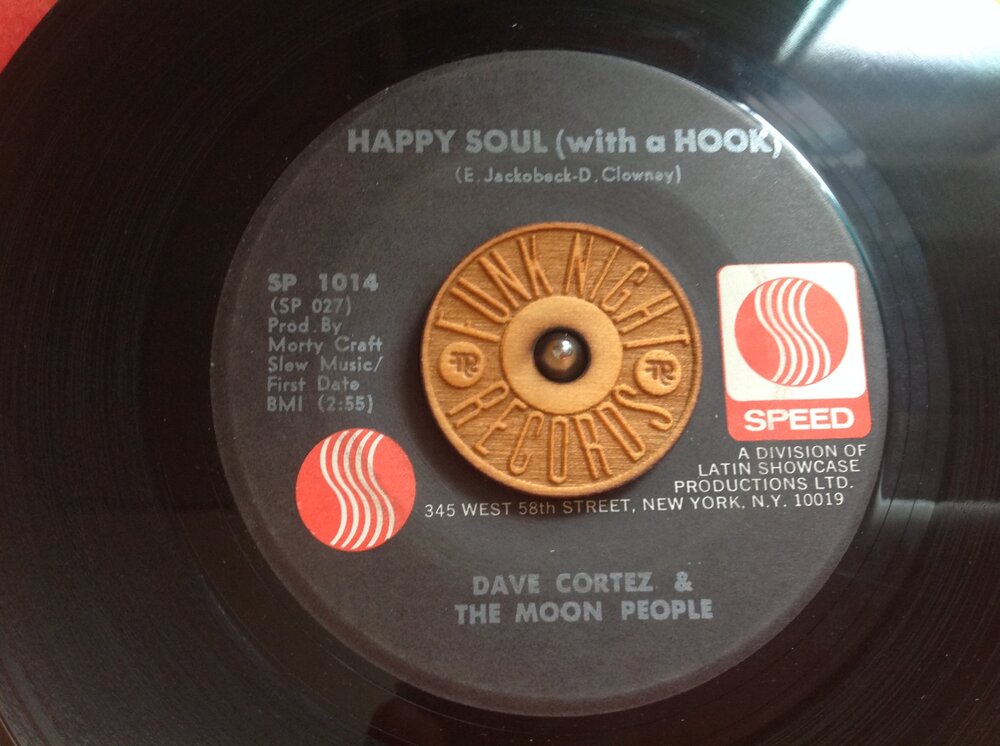 HAPPY SOUL (with a HOOK)
(E. Jackobeck-D. Clowney)
SP 1014
(SP 027)
Prod. By
Morty Craft
Slew Music/
First Date
BMI (2:55)
FUNK NIGHT
RECORDS
SPEED
A DIVISION OF
LATIN SHOWCASE
PRODUCTIONS LTD.
345 WEST 58th STREET, NEW YORK, N.Y. 10019
DAVE CORTEZ &
THE MOON PEOPLE